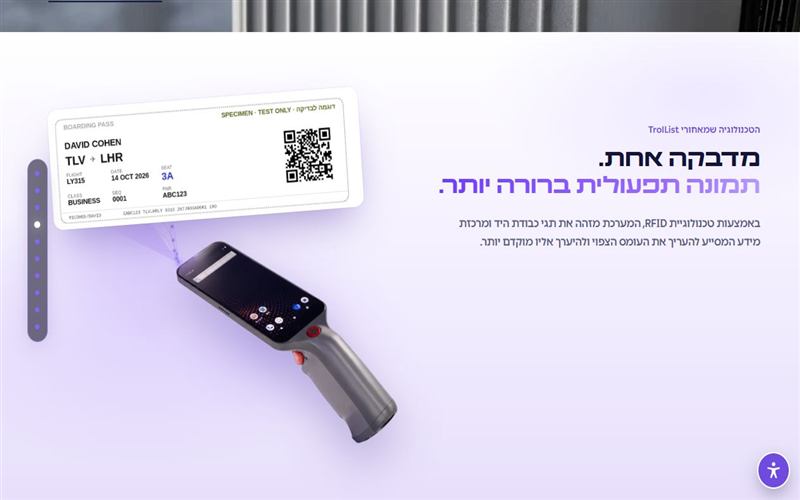 הטכנולוגיה שמאחורי TrolList
מדבקה אחת.
תמונה תפעולית ברורה יותר.
באמצעות טכנולוגיית RFID, המערכת מזהה את תגי כבודת היד ומרכזת
מידע המסייע להעריך את העומס הצפוי ולהיערך אליו מוקדם יותר.
BOARDING PASS
SPECIMEN · TEST ONLY · דוגמה לבדיקה
DAVID COHEN
TLV → LHR
FLIGHT DATE SEAT
LY315 14 OCT 2026 3A
CLASS SEQ PNR
BUSINESS 0001 ABC123